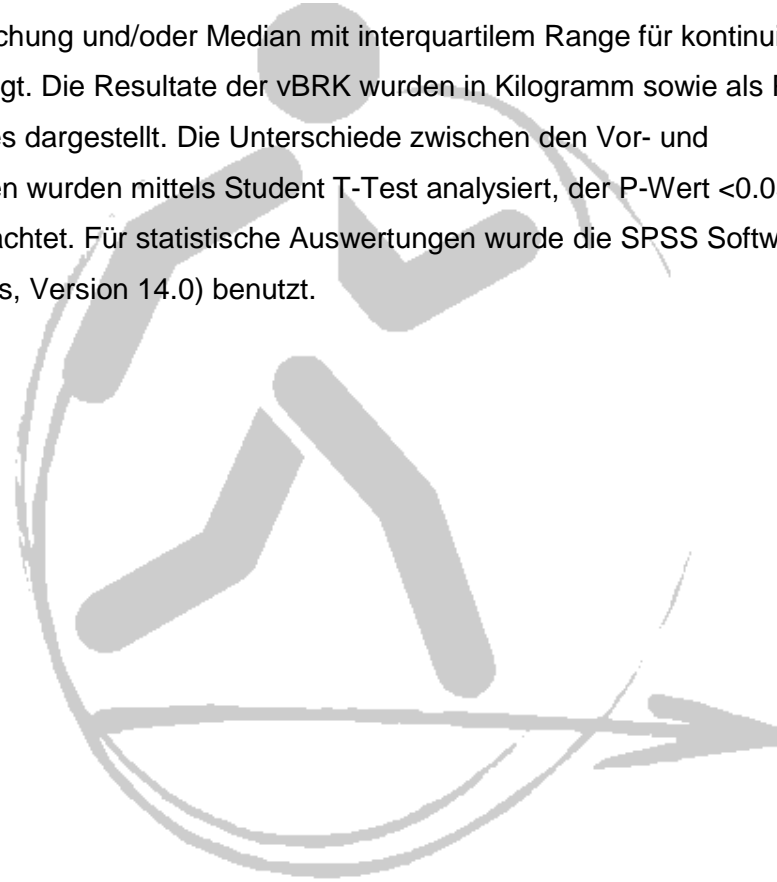 chung und/oder Median mit interquartilem Range für kontinui
gt. Die Resultate der vBRK wurden in Kilogramm sowie als
es dargestellt. Die Unterschiede zwischen den Vor- und
en wurden mittels Student T-Test analysiert, der P-Wert <0.0
achtet. Für statistische Auswertungen wurde die SPSS Softw
s, Version 14.0) benutzt.